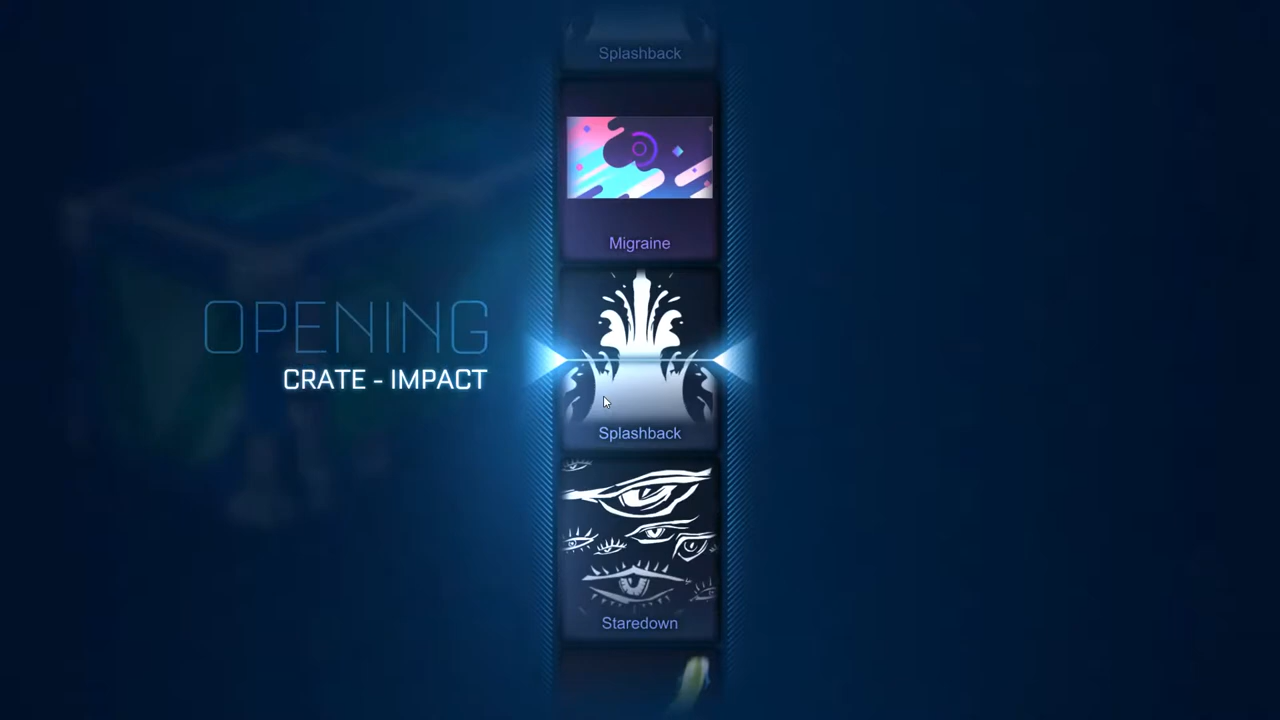 Splashback
Migraine
OPENING
CRATE - IMPACT
Splashback
Staredown